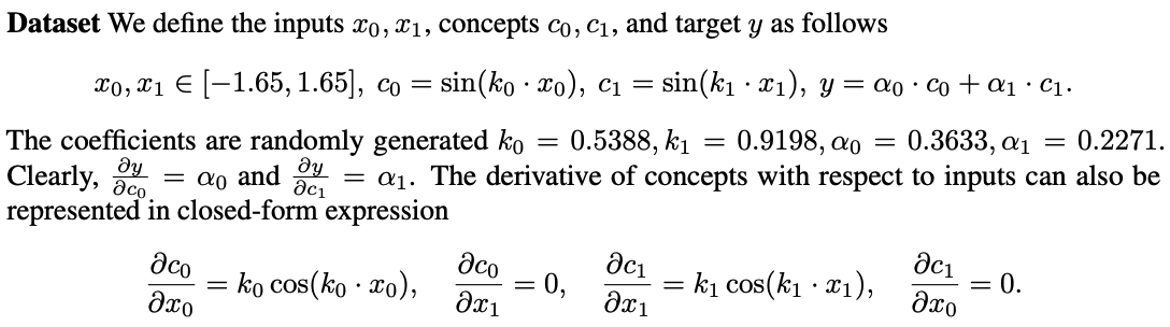 Dataset We define the inputs x₀, x₁, concepts c₀, c₁, and target y as follows
x₀, x₁ ∈ [−1.65, 1.65], c₀ = sin(k₀ · x₀), c₁ = sin(k₁ · x₁), y = α₀ · c₀ + α₁ · c₁.
The coefficients are randomly generated k₀ = 0.5388, k₁ = 0.9198, α₀ = 0.3633, α₁ = 0.2271.
Clearly, ∂y/∂c₀ = α₀ and ∂y/∂c₁ = α₁. The derivative of concepts with respect to inputs can also be
represented in closed-form expression
∂c₀/∂x₀ = k₀ cos(k₀ · x₀), ∂c₀/∂x₁ = 0, ∂c₁/∂x₁ = k₁ cos(k₁ · x₁), ∂c₁/∂x₀ = 0.